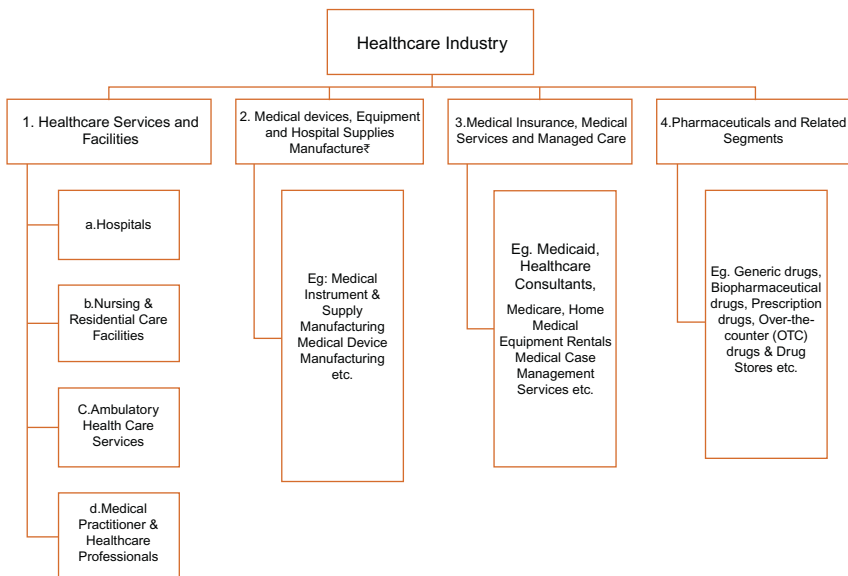 Healthcare Industry
1. Healthcare Services and
Facilities
2. Medical devices, Equipment
and Hospital Supplies
Manufacture₹
3.Medical Insurance, Medical
Services and Managed Care
4.Pharmaceuticals and Related
Segments
a.Hospitals
b.Nursing &
Residential Care
Facilities
C.Ambulatory
Health Care
Services
d.Medical
Practitioner &
Healthcare
Professionals
Eg: Medical
Instrument &
Supply
Manufacturing
Medical Device
Manufacturing
etc.
Eg. Medicaid,
Healthcare
Consultants,
Medicare, Home
Medical
Equipment Rentals
Medical Case
Management
Services etc.
Eg. Generic drugs,
Biopharmaceutical
drugs, Prescription
drugs, Over-the-
counter (OTC)
drugs & Drug
Stores etc.